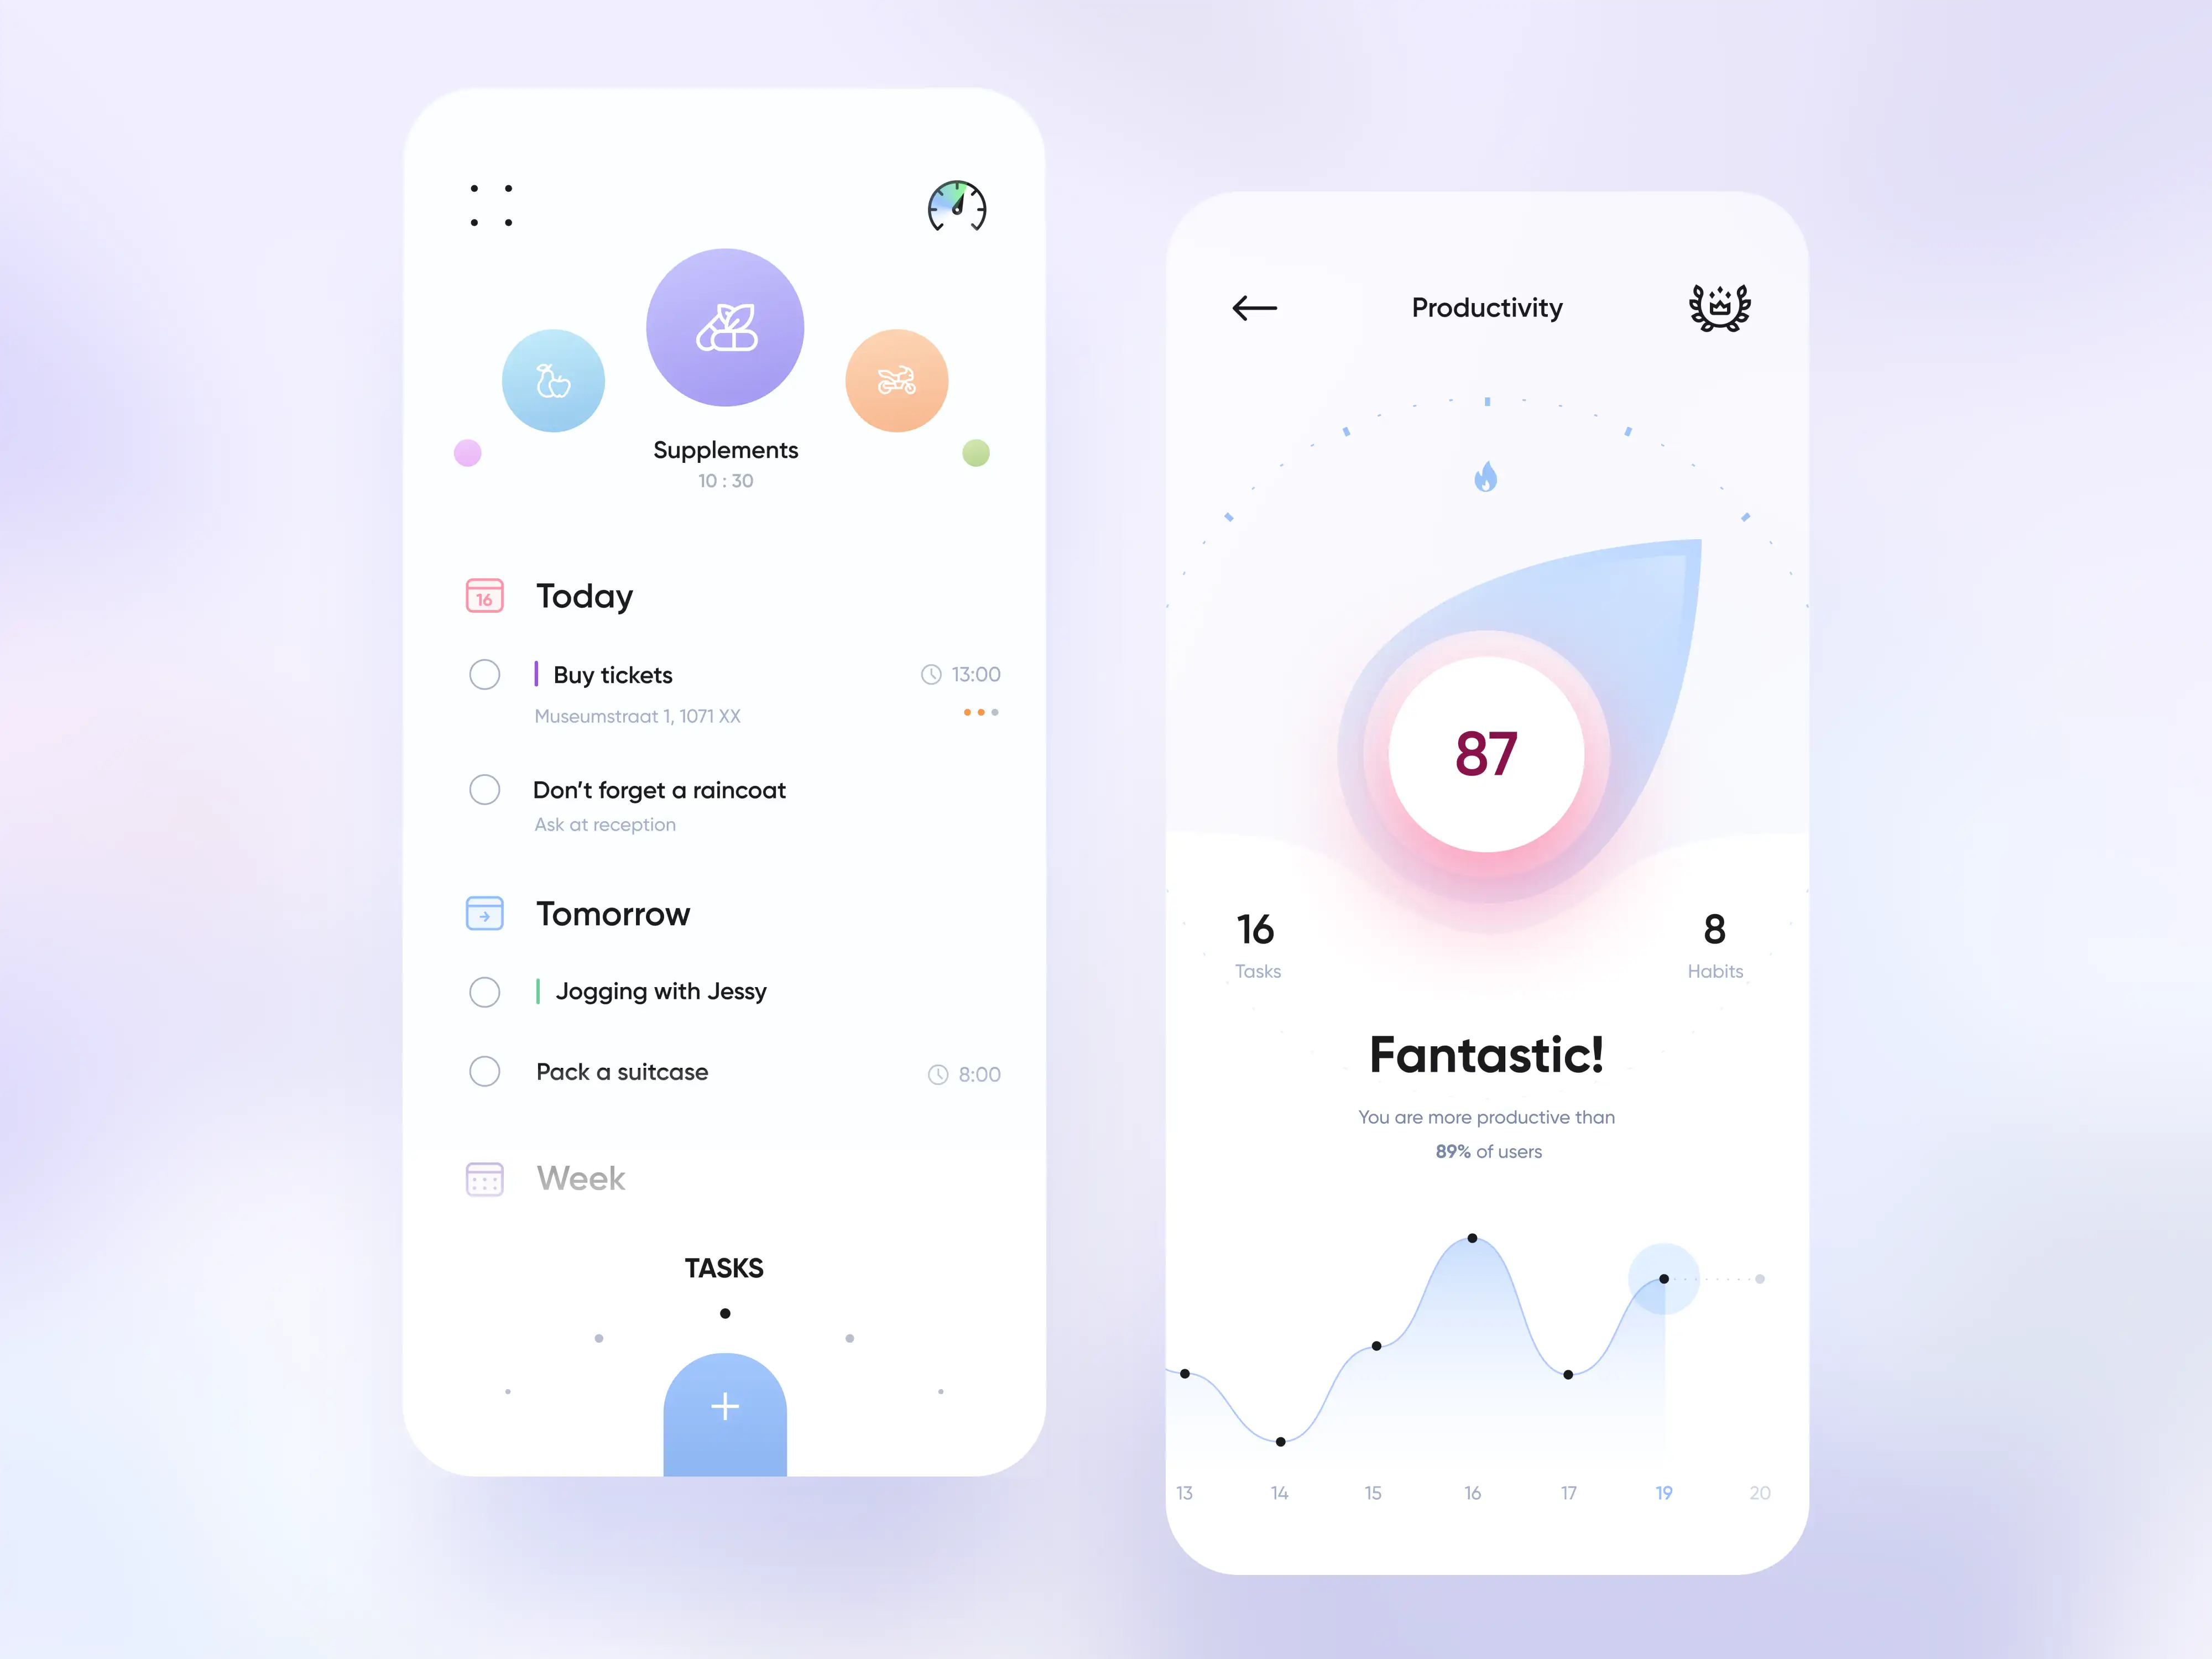 Supplements
10 : 30
16
Today
Buy tickets
13:00
Museumstraat 1, 1071 XX
Don’t forget a raincoat
Ask at reception
Tomorrow
Jogging with Jessy
Pack a suitcase
8:00
Week
TASKS
Productivity
87
16
Tasks
8
Habits
Fantastic!
You are more productive than
89% of users
13 14 15 16 17 19 20